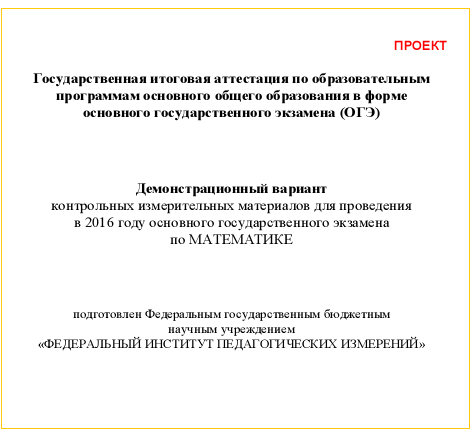 ПРОЕКТ
Государственная итоговая аттестация по образовательным
программам основного общего образования в форме
основного государственного экзамена (ОГЭ)
Демонстрационный вариант
контрольных измерительных материалов для проведения
в 2016 году основного государственного экзамена
по МАТЕМАТИКЕ
подготовлен Федеральным государственным бюджетным
научным учреждением
«ФЕДЕРАЛЬНЫЙ ИНСТИТУТ ПЕДАГОГИЧЕСКИХ ИЗМЕРЕНИЙ»